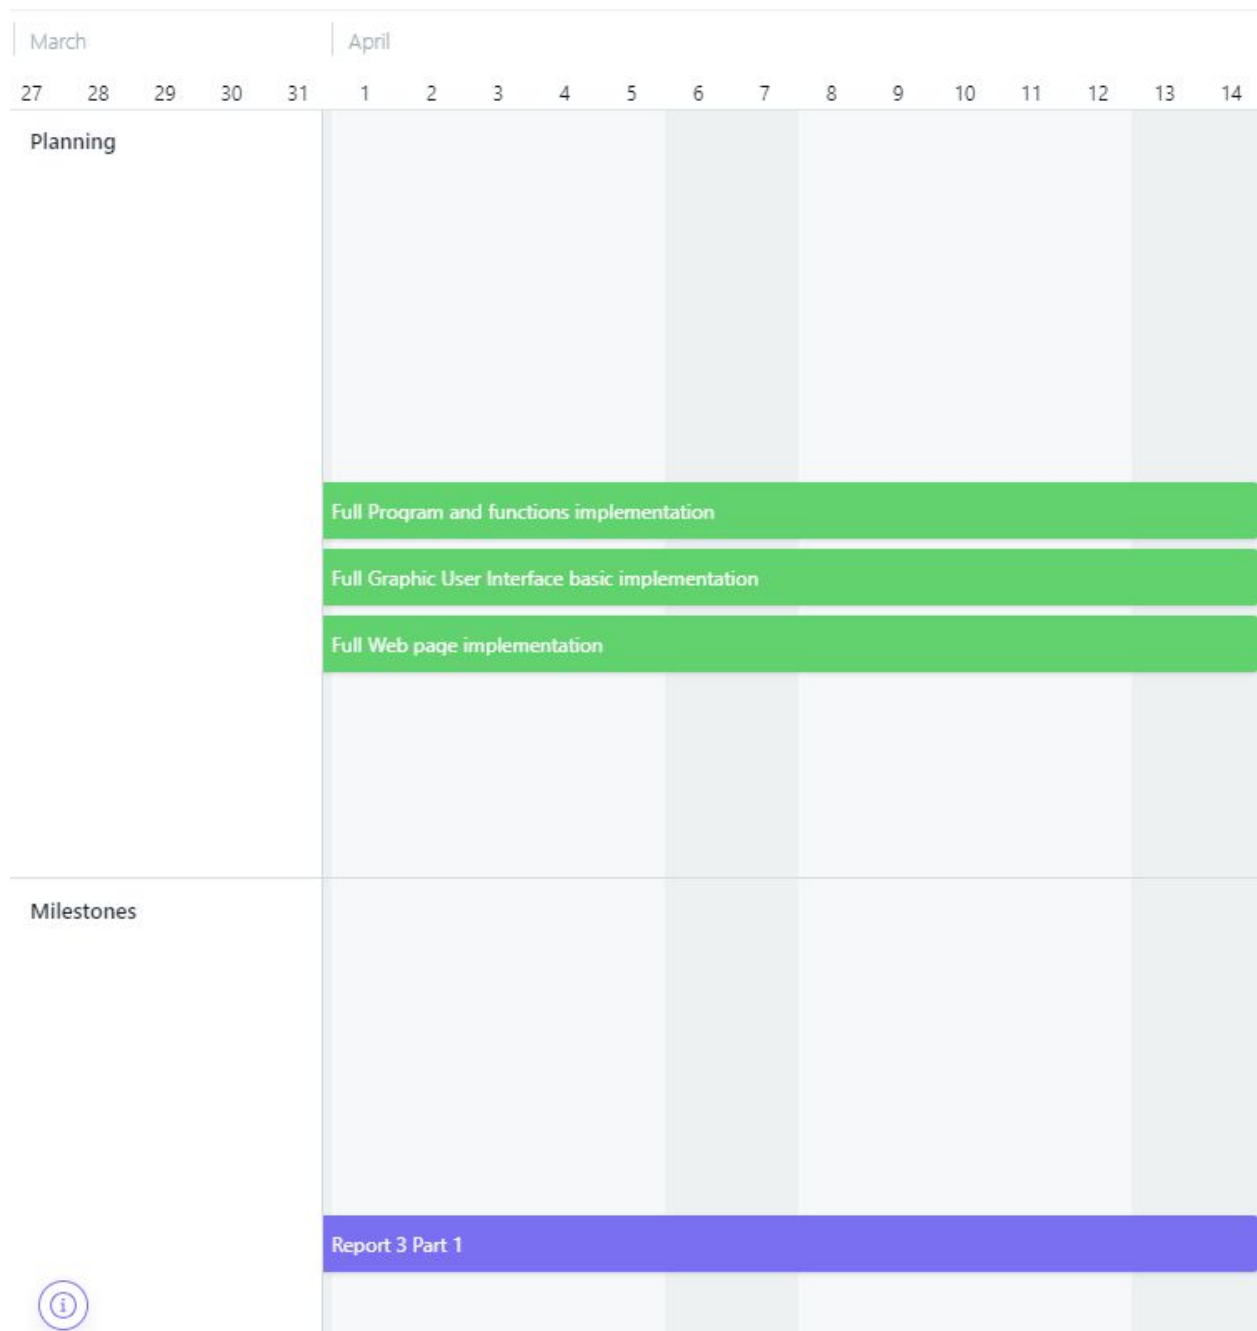 March April
27 28 29 30 31 1 2 3 4 5 6 7 8 9 10 11 12 13 14
Planning
Full Program and functions implementation
Full Graphic User Interface basic implementation
Full Web page implementation
Milestones
Report 3 Part 1